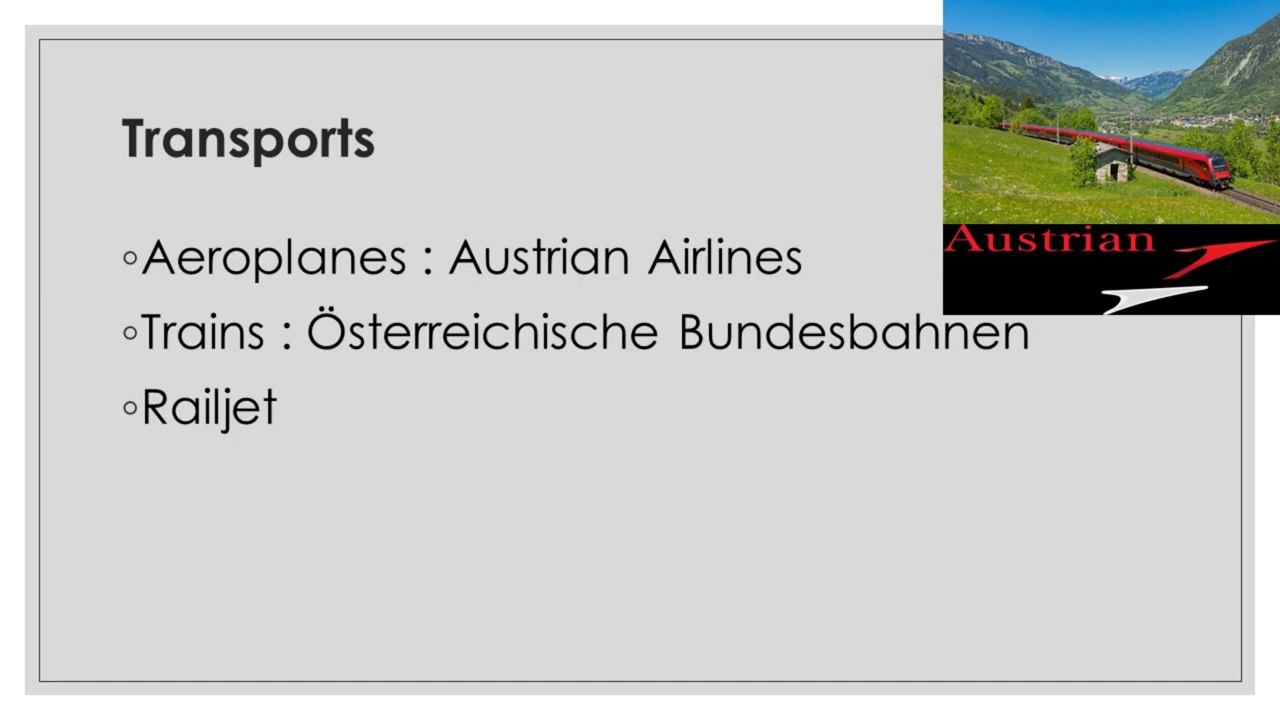 Transports
◦Aeroplanes : Austrian Airlines
Austrian
◦Trains : Österreichische Bundesbahnen
◦Railjet